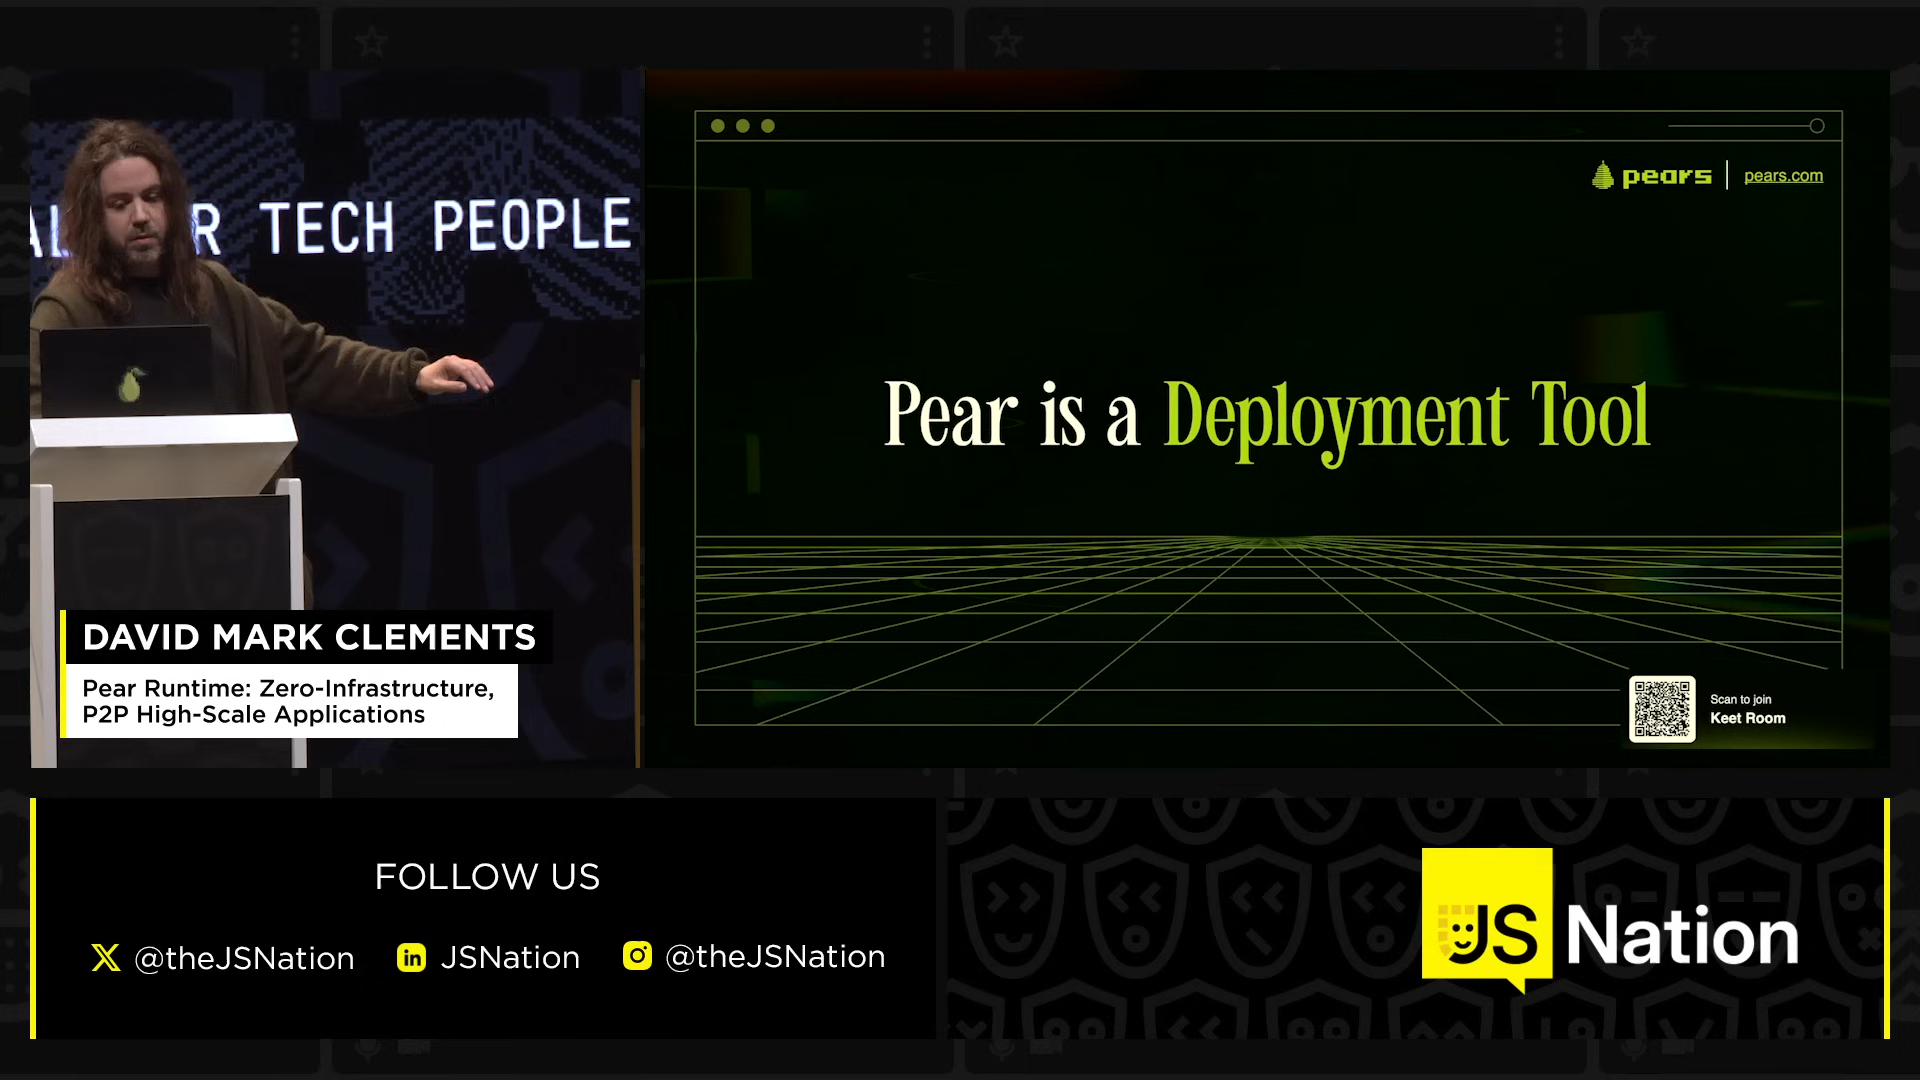 R TECH PEOPLE
DAVID MARK CLEMENTS
Pear Runtime: Zero-Infrastructure,
P2P High-Scale Applications
pears | pears.com
Pear is a Deployment Tool
Scan to join
Keet Room
FOLLOW US
@theJSNation JSNation @theJSNation
JS Nation